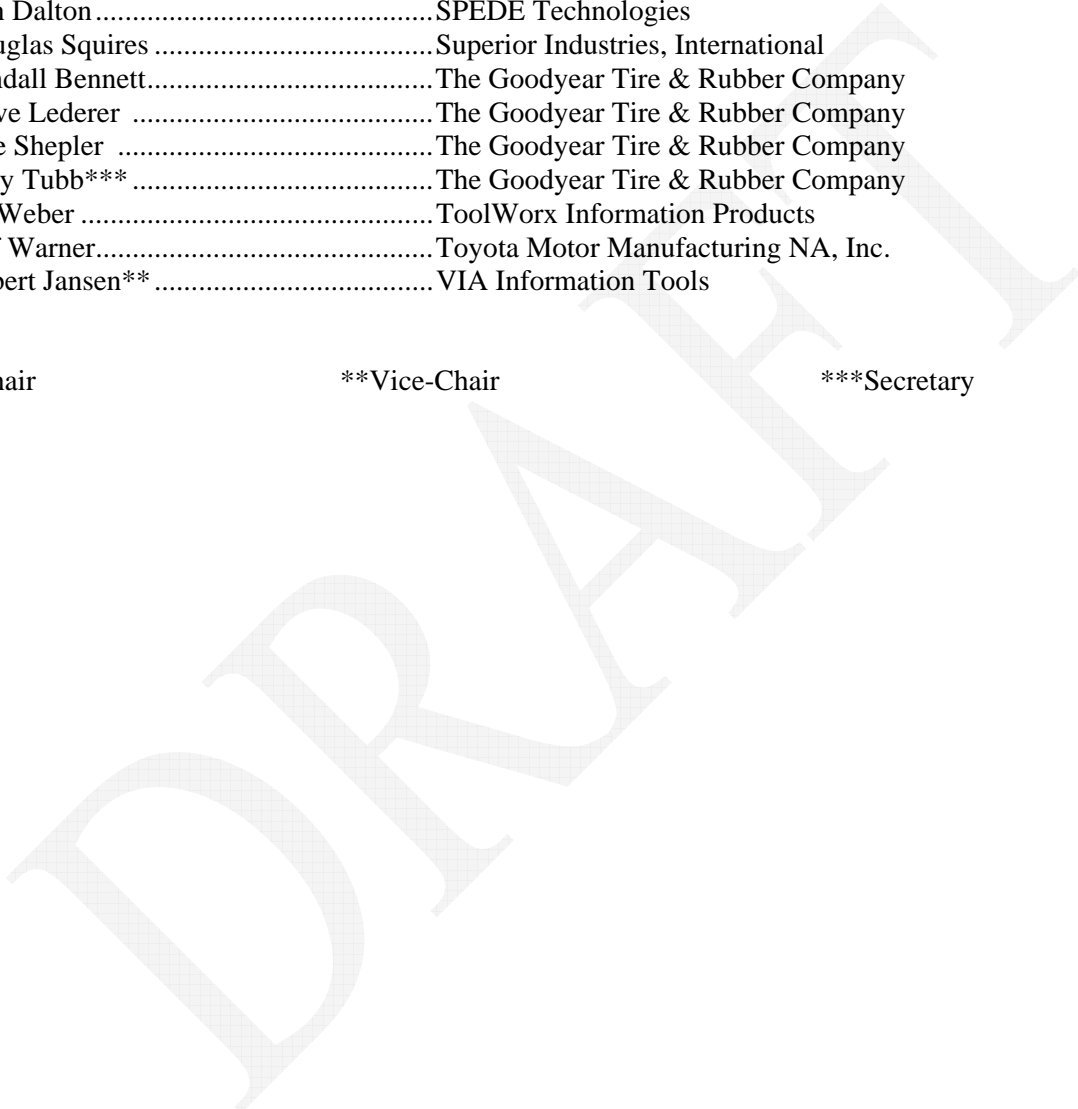 n Dalton..............................................SPEDE Technologies
uglas Squires ......................................Superior Industries, International
ndall Bennett.......................................The Goodyear Tire & Rubber Company
ve Lederer .........................................The Goodyear Tire & Rubber Company
e Shepler ...........................................The Goodyear Tire & Rubber Company
y Tubb*** .........................................The Goodyear Tire & Rubber Company
Weber ................................................ToolWorx Information Products
f Warner..............................................Toyota Motor Manufacturing NA, Inc.
bert Jansen** ......................................VIA Information Tools
hair **Vice-Chair ***Secretary
DRAFT